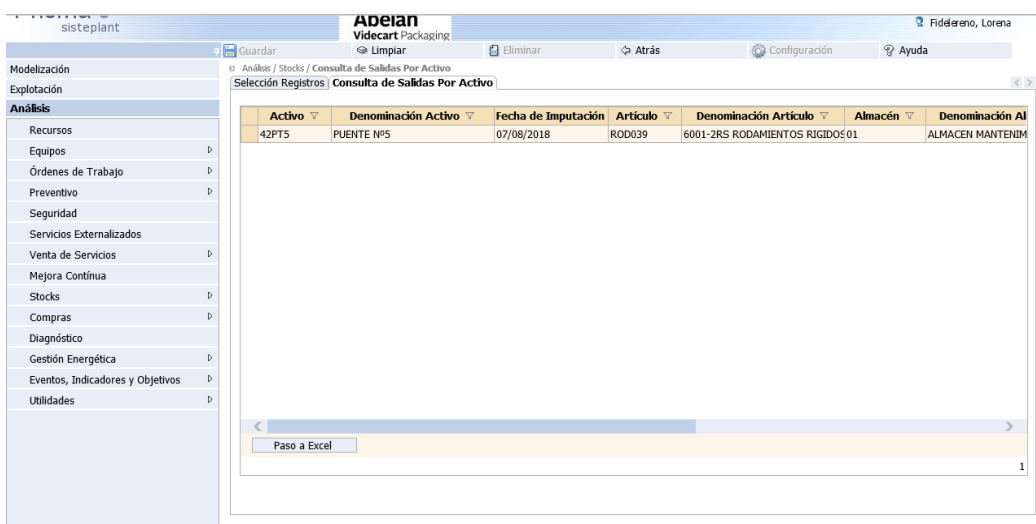 sisteplant
Abelan
Videcart Packaging
Fidelereno, Lorena
Guardar
Limpiar
Eliminar
Atrás
Configuración
Ayuda
Modelización
Explotación
Análisis
Recursos
Equipos
Órdenes de Trabajo
Preventivo
Seguridad
Servicios Externalizados
Venta de Servicios
Mejora Contínua
Stocks
Compras
Diagnóstico
Gestión Energética
Eventos, Indicadores y Objetivos
Utilidades
Análisis / Stocks / Consulta de Salidas Por Activo
Selección Registros Consulta de Salidas Por Activo
Activo Denominación Activo Fecha de Imputación Artículo Denominación Artículo Almacén Denominación Al
42PT5 PUENTE Nº5 07/08/2018 ROD039 6001-2RS RODAMIENTOS RIGIDOS 01 ALMACEN MANTENIM
Paso a Excel
1